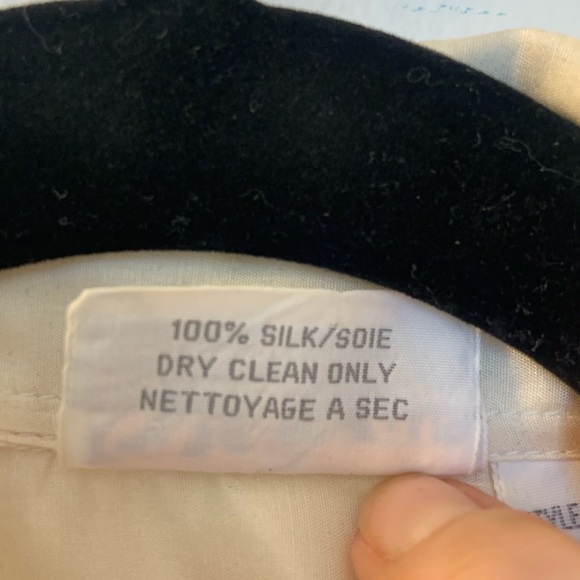 100% SILK/SOIE
DRY CLEAN ONLY
NETTOYAGE A SEC